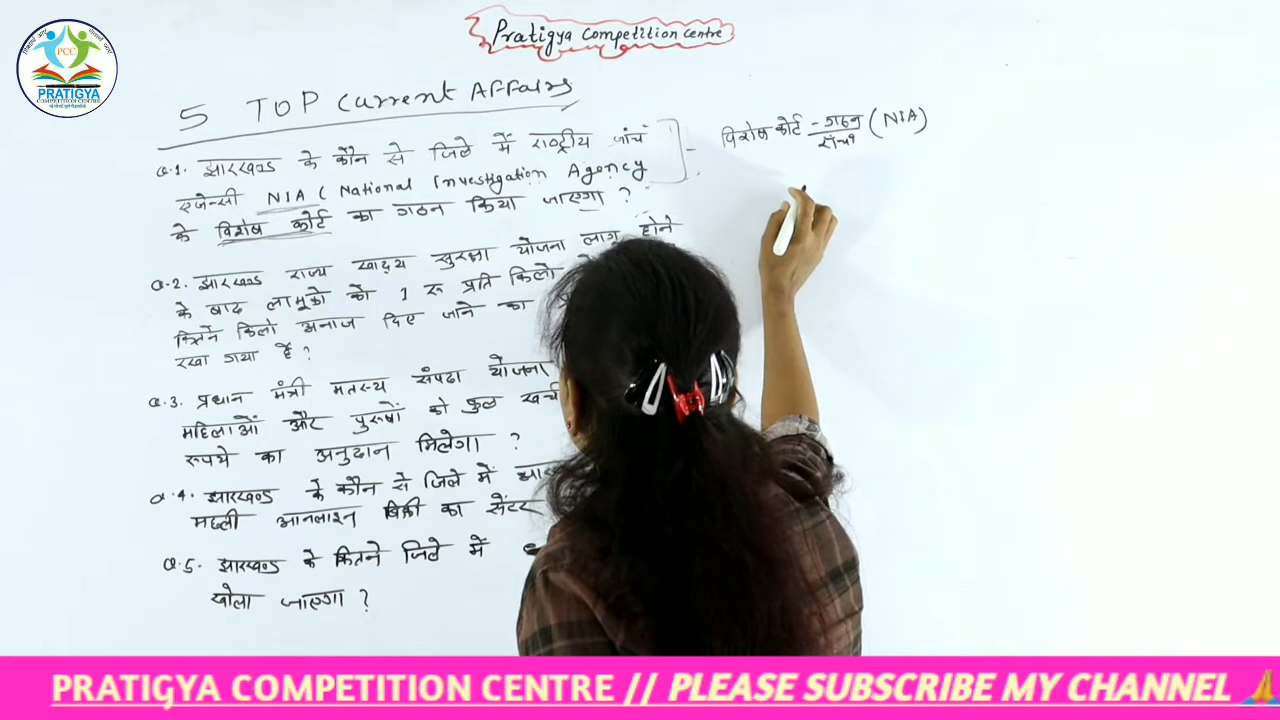 Pratigya Competition Centre
PCC
PRATIGYA
COMPETITION CENTRE
5 TOP Current Affairs
Q.1. झारखण्ड के कौन से जिले में राष्ट्रीय जांच
एजेन्सी NIA (National Investigation Agency
के विशेष कोर्ट का गठन किया जाएगा ?
विशेष कोर्ट - गठन (NIA)
राँची
Q.2. झारखण्ड राज्य खाद्य सुरक्षा योजना लागू होने
के बाद लाभूको को 1 रू प्रति किलो
कितने किलो अनाज दिए जाने का
रखा गया हैं ?
Q.3. प्रधान मंत्री मतस्य संपदा योजना
महिलाओं और पुरूषों को कुल खर्च
रूपये का अनुदान मिलेगा ?
Q.4. झारखण्ड के कौन से जिले में
मछली आनलाइन बिक्री का सेंटर
Q.5. झारखण्ड के कितने जिले में
खोला जाएगा ?
PRATIGYA COMPETITION CENTRE // PLEASE SUBSCRIBE MY CHANNEL 🙏